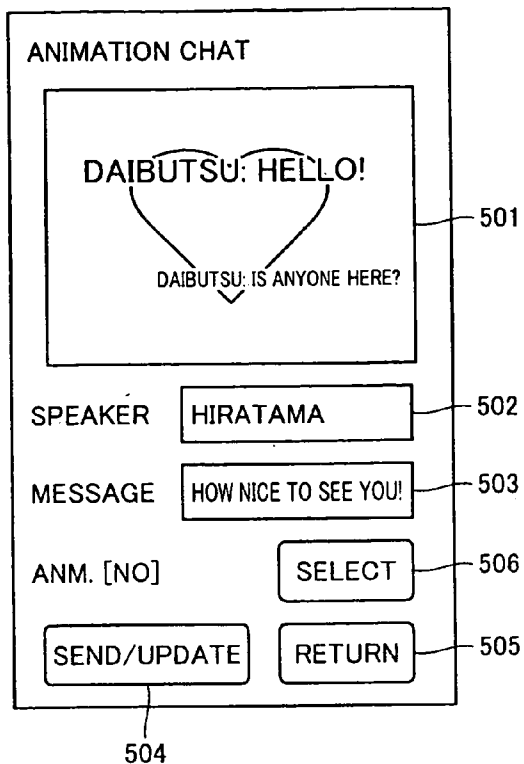 ANIMATION CHAT
DAIBUTSU: HELLO!
501
DAIBUTSU: IS ANYONE HERE?
SPEAKER HIRATAMA 502
MESSAGE HOW NICE TO SEE YOU! 503
ANM. [NO] SELECT 506
SEND/UPDATE RETURN 505
504